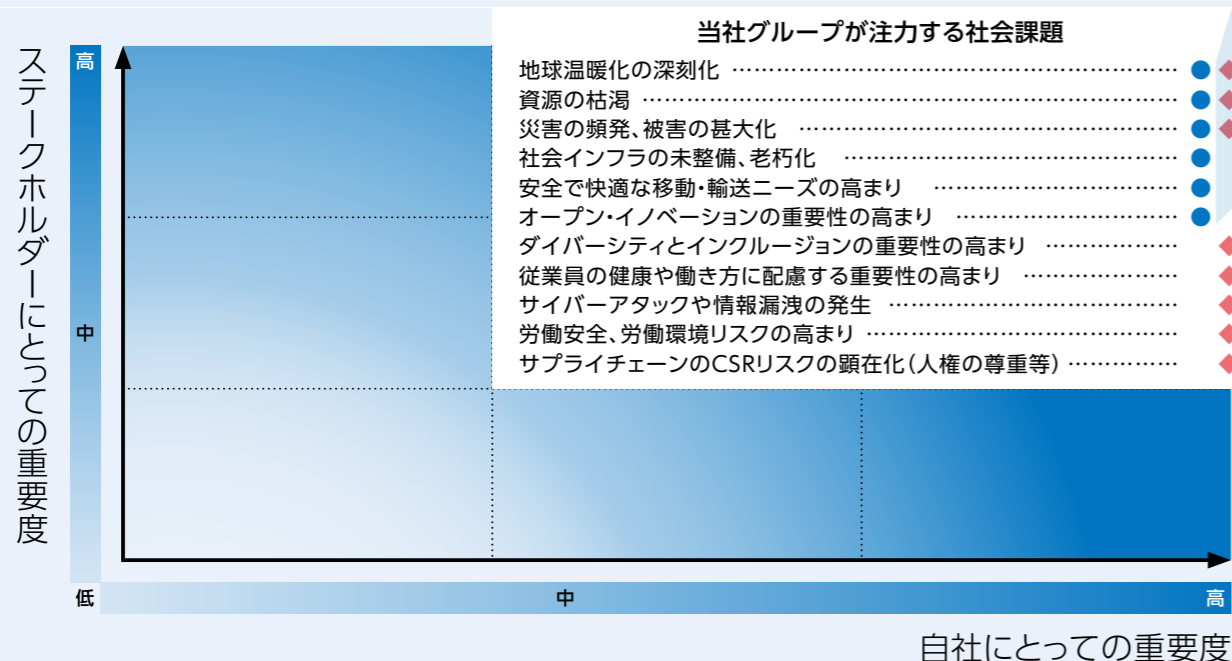 当社グループが注力する社会課題
地球温暖化の深刻化 ……………………………………………… ● ◆
資源の枯渇 ……………………………………………… ● ◆
災害の頻発、被害の甚大化 ……………………………………………… ● ◆
社会インフラの未整備、老朽化 ……………………………………… ●
安全で快適な移動・輸送ニーズの高まり ……………………………… ●
オープン・イノベーションの重要性の高まり ……………………………… ●
ダイバーシティとインクルージョンの重要性の高まり ……………… ◆
従業員の健康や働き方に配慮する重要性の高まり ………………… ◆
サイバーアタックや情報漏洩の発生 ……………………………… ◆
労働安全、労働環境リスクの高まり ………………………………… ◆
サプライチェーンのCSRリスクの顕在化(人権の尊重等) …………… ◆
ステークホルダーにとっての重要度
高
中
低
中
高
自社にとっての重要度